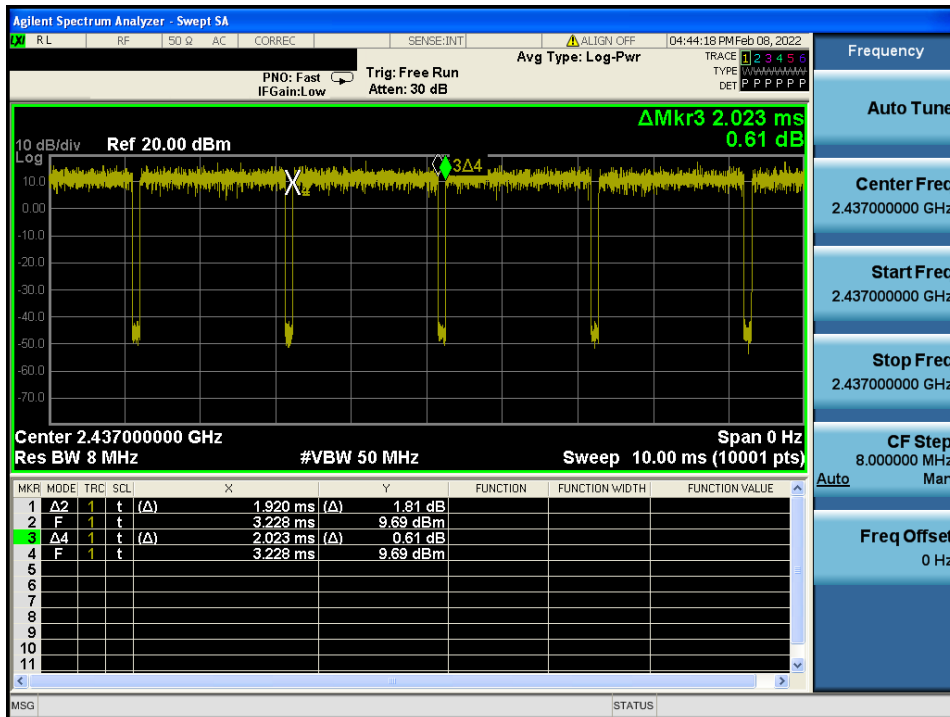 Agilent Spectrum Analyzer - Swept SA
LXI RL RF 50 Ω AC CORREC SENSE:INT ALIGN OFF 04:44:18 PM Feb 08, 2022
Avg Type: Log-Pwr TRACE 1 2 3 4 5 6
PNO: Fast Trig: Free Run TYPE WWWWWW
IFGain:Low Atten: 30 dB DET P P P P P P
ΔMkr3 2.023 ms
0.61 dB
10 dB/div Ref 20.00 dBm
Log
3Δ4
10.0
0.00
-10.0
-20.0
-30.0
-40.0
-50.0
-60.0
-70.0
Center 2.437000000 GHz Span 0 Hz
Res BW 8 MHz #VBW 50 MHz Sweep 10.00 ms (10001 pts)
MKR MODE TRC SCL X Y FUNCTION FUNCTION WIDTH FUNCTION VALUE
1 Δ2 1 t (Δ) 1.920 ms (Δ) 1.81 dB
2 F 1 t 3.228 ms 9.69 dBm
3 Δ4 1 t (Δ) 2.023 ms (Δ) 0.61 dB
4 F 1 t 3.228 ms 9.69 dBm
5
6
7
8
9
10
11
MSG STATUS
Frequency
Auto Tune
Center Freq
2.437000000 GHz
Start Freq
2.437000000 GHz
Stop Freq
2.437000000 GHz
CF Step
8.000000 MHz
Auto Man
Freq Offset
0 Hz